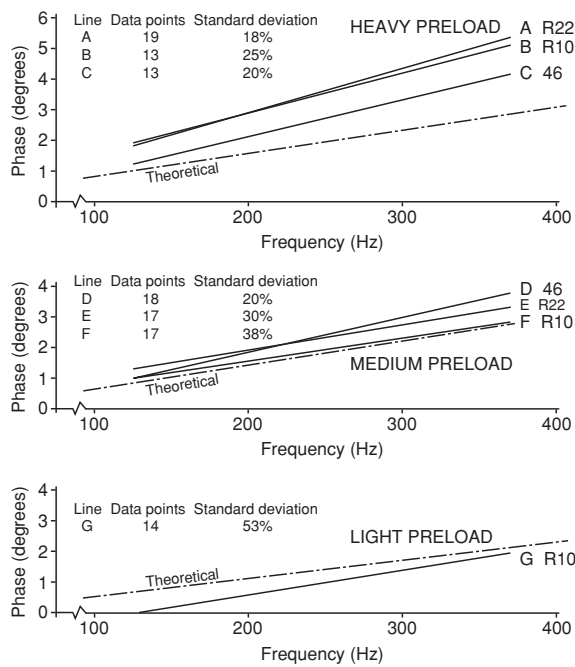 Line Data points Standard deviation
A 19 18%
B 13 25%
C 13 20%
HEAVY PRELOAD
A R22
B R10
C 46
Theoretical
Phase (degrees)
6
5
4
3
2
1
0
100 200 300 400
Frequency (Hz)
Line Data points Standard deviation
D 18 20%
E 17 30%
F 17 38%
D 46
E R22
F R10
MEDIUM PRELOAD
Theoretical
Phase (degrees)
4
3
2
1
0
100 200 300 400
Frequency (Hz)
Line Data points Standard deviation
G 14 53%
LIGHT PRELOAD
G R10
Theoretical
Phase (degrees)
4
3
2
1
0
100 200 300 400
Frequency (Hz)